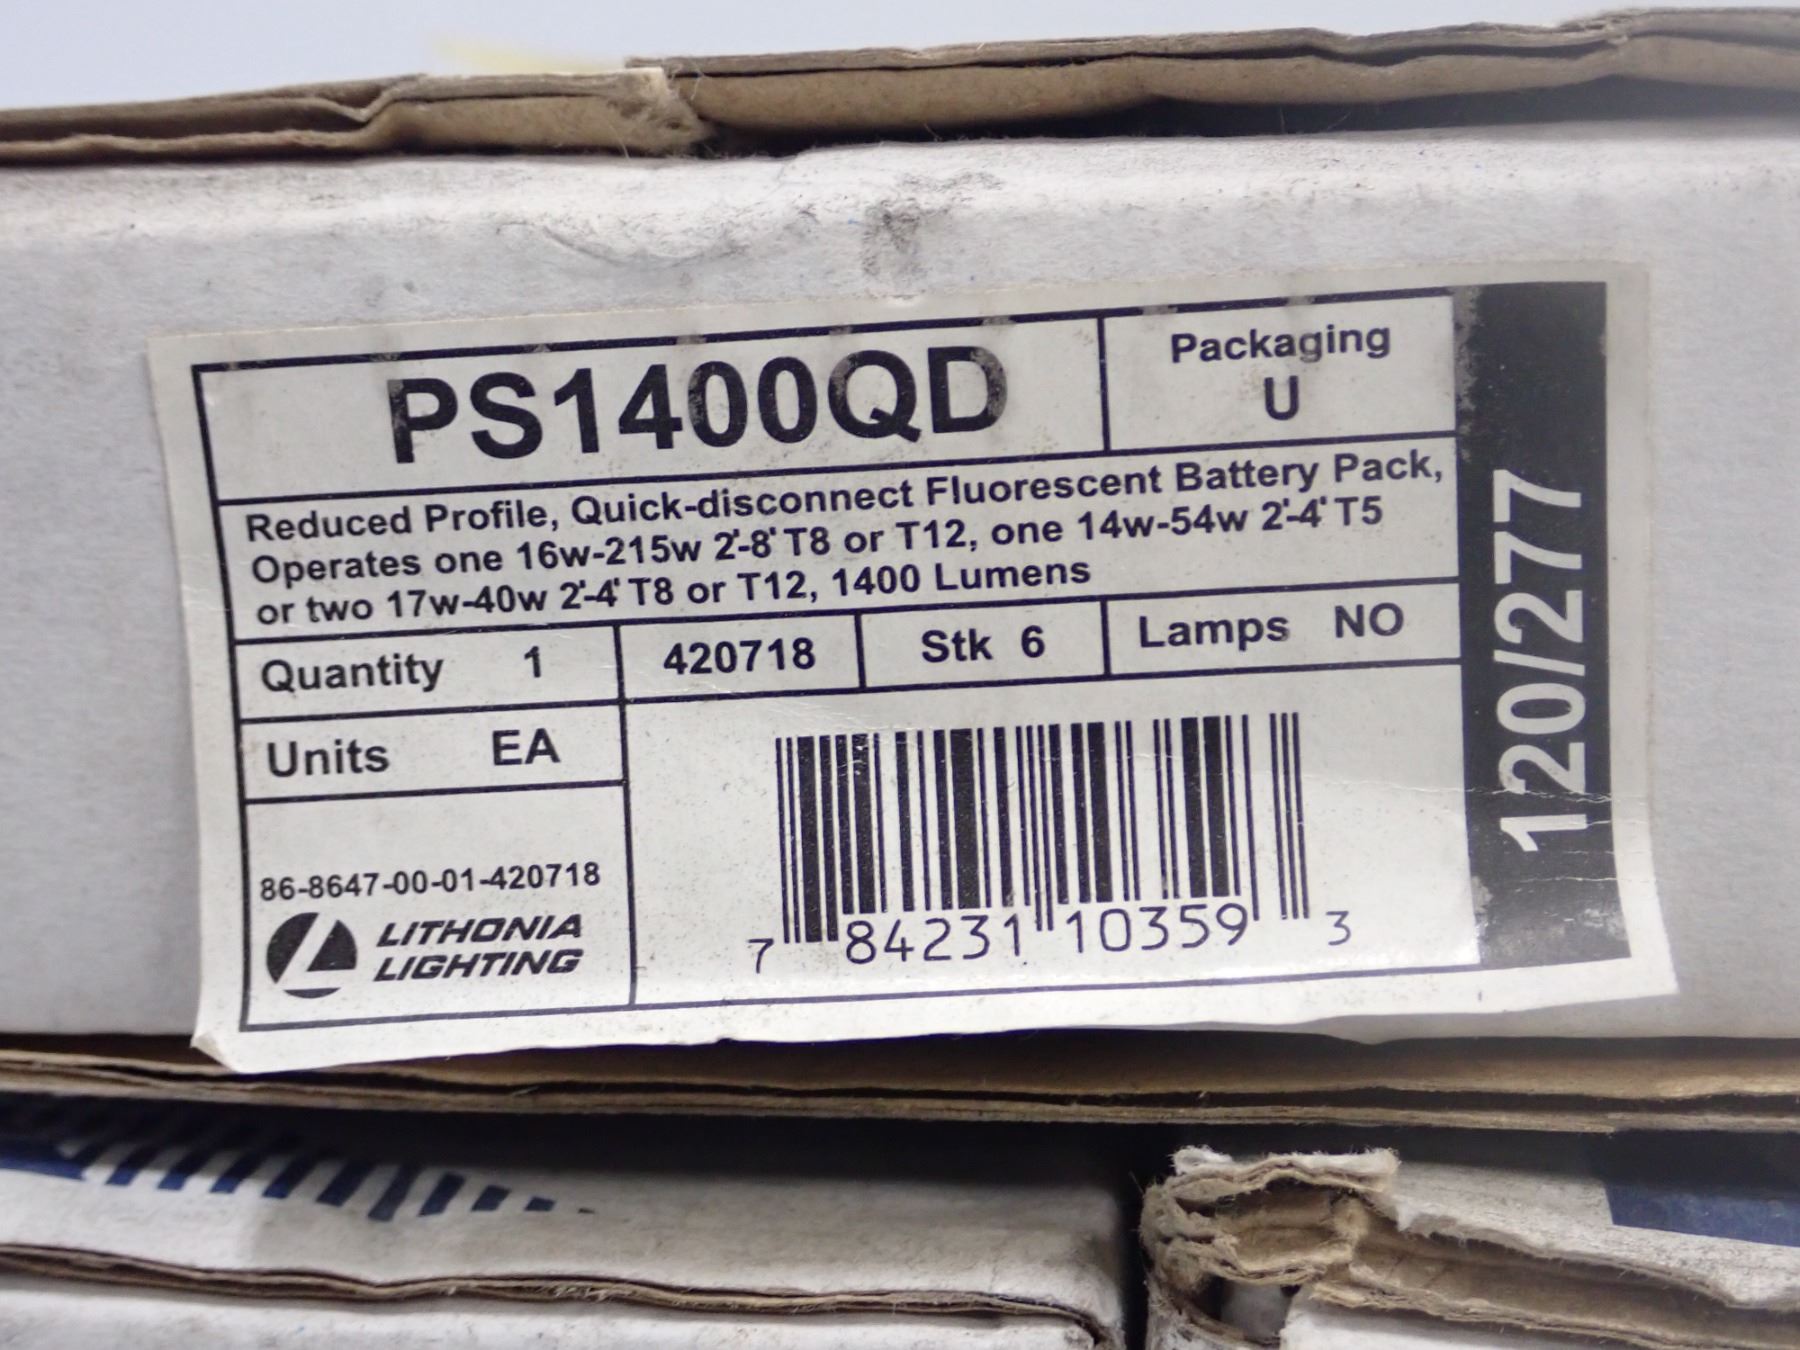 PS1400QD
Packaging
U
Reduced Profile, Quick-disconnect Fluorescent Battery Pack,
Operates one 16w-215w 2'-8' T8 or T12, one 14w-54w 2'-4' T5
or two 17w-40w 2'-4' T8 or T12, 1400 Lumens
Quantity 1
420718
Stk 6
Lamps NO
Units EA
86-8647-00-01-420718
LITHONIA
LIGHTING
7 84231 10359 3
120/277